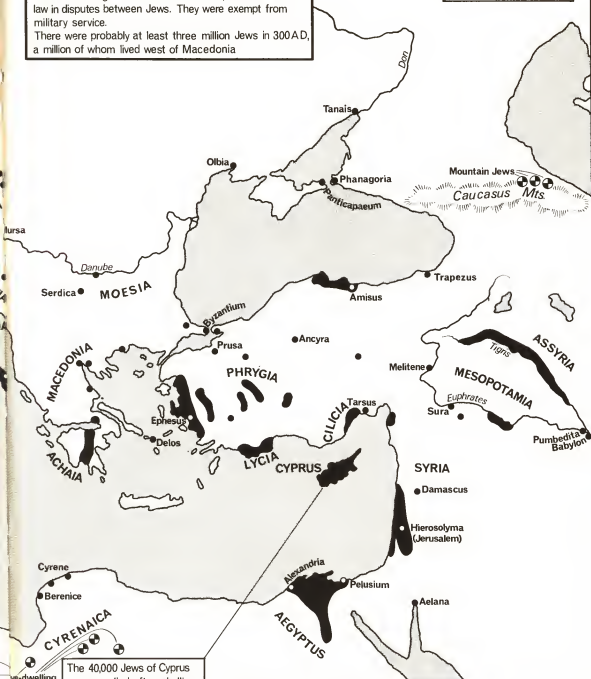 law in disputes between Jews. They were exempt from
military service.
There were probably at least three million Jews in 300 AD,
a million of whom lived west of Macedonia
Don
Tanais
Olbia
Phanagoria
Panticapaeum
Mountain Jews
Caucasus Mts.
Danube
Serdica
MOESIA
Trapezus
Amisus
Byzantium
Prusa
Ancyra
MACEDONIA
PHRYGIA
Melitene
Tigris
ASSYRIA
MESOPOTAMIA
Euphrates
Sura
Pumbedita
Babylon
Ephesus
CILICIA
Tarsus
ACHAIA
Delos
LYCIA
CYPRUS
SYRIA
Damascus
Hierosolyma
(Jerusalem)
Cyrene
Berenice
Alexandria
Pelusium
Aelana
CYRENAICA
AEGYPTUS
The 40,000 Jews of Cyprus